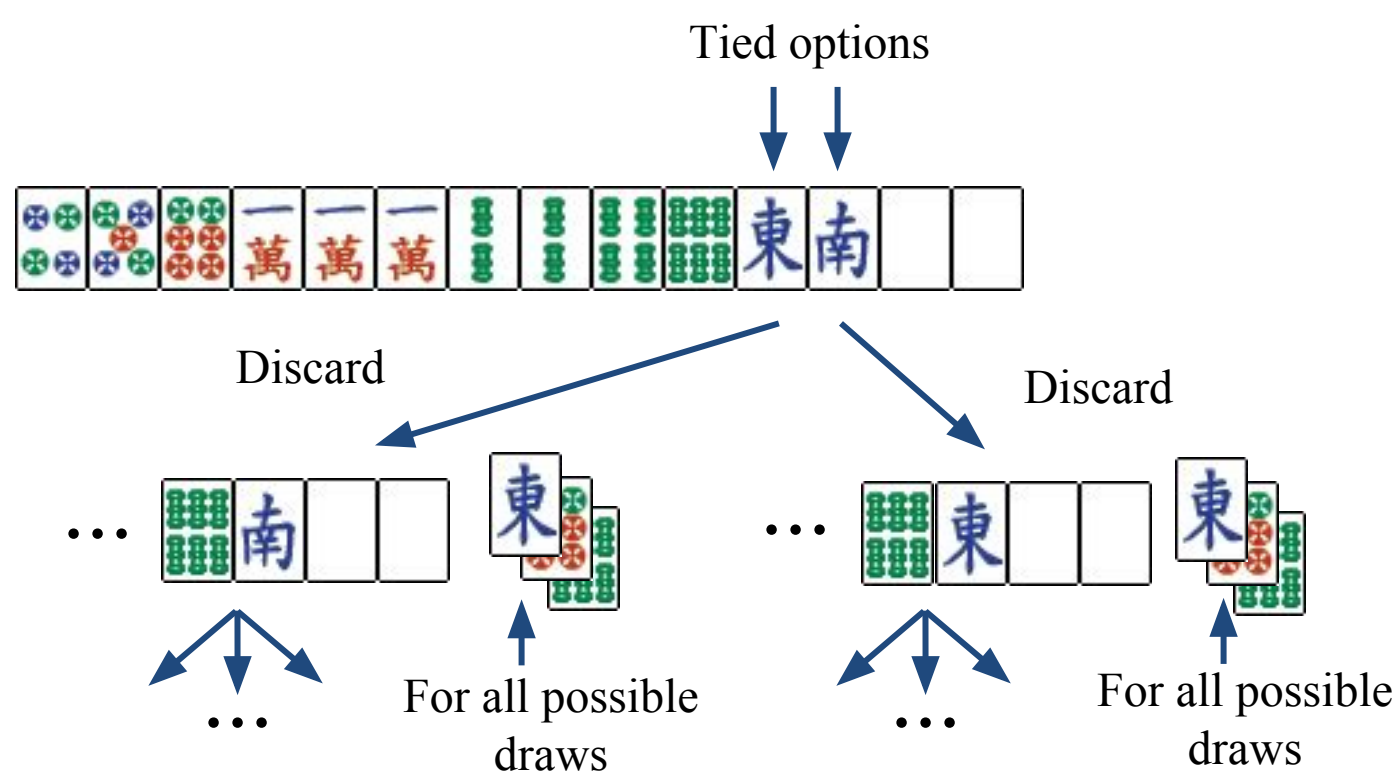 Tied options
一 一 一 東 南
萬 萬 萬
Discard
Discard
東
東
... 南
... 東
For all possible
draws
For all possible
draws
...
...